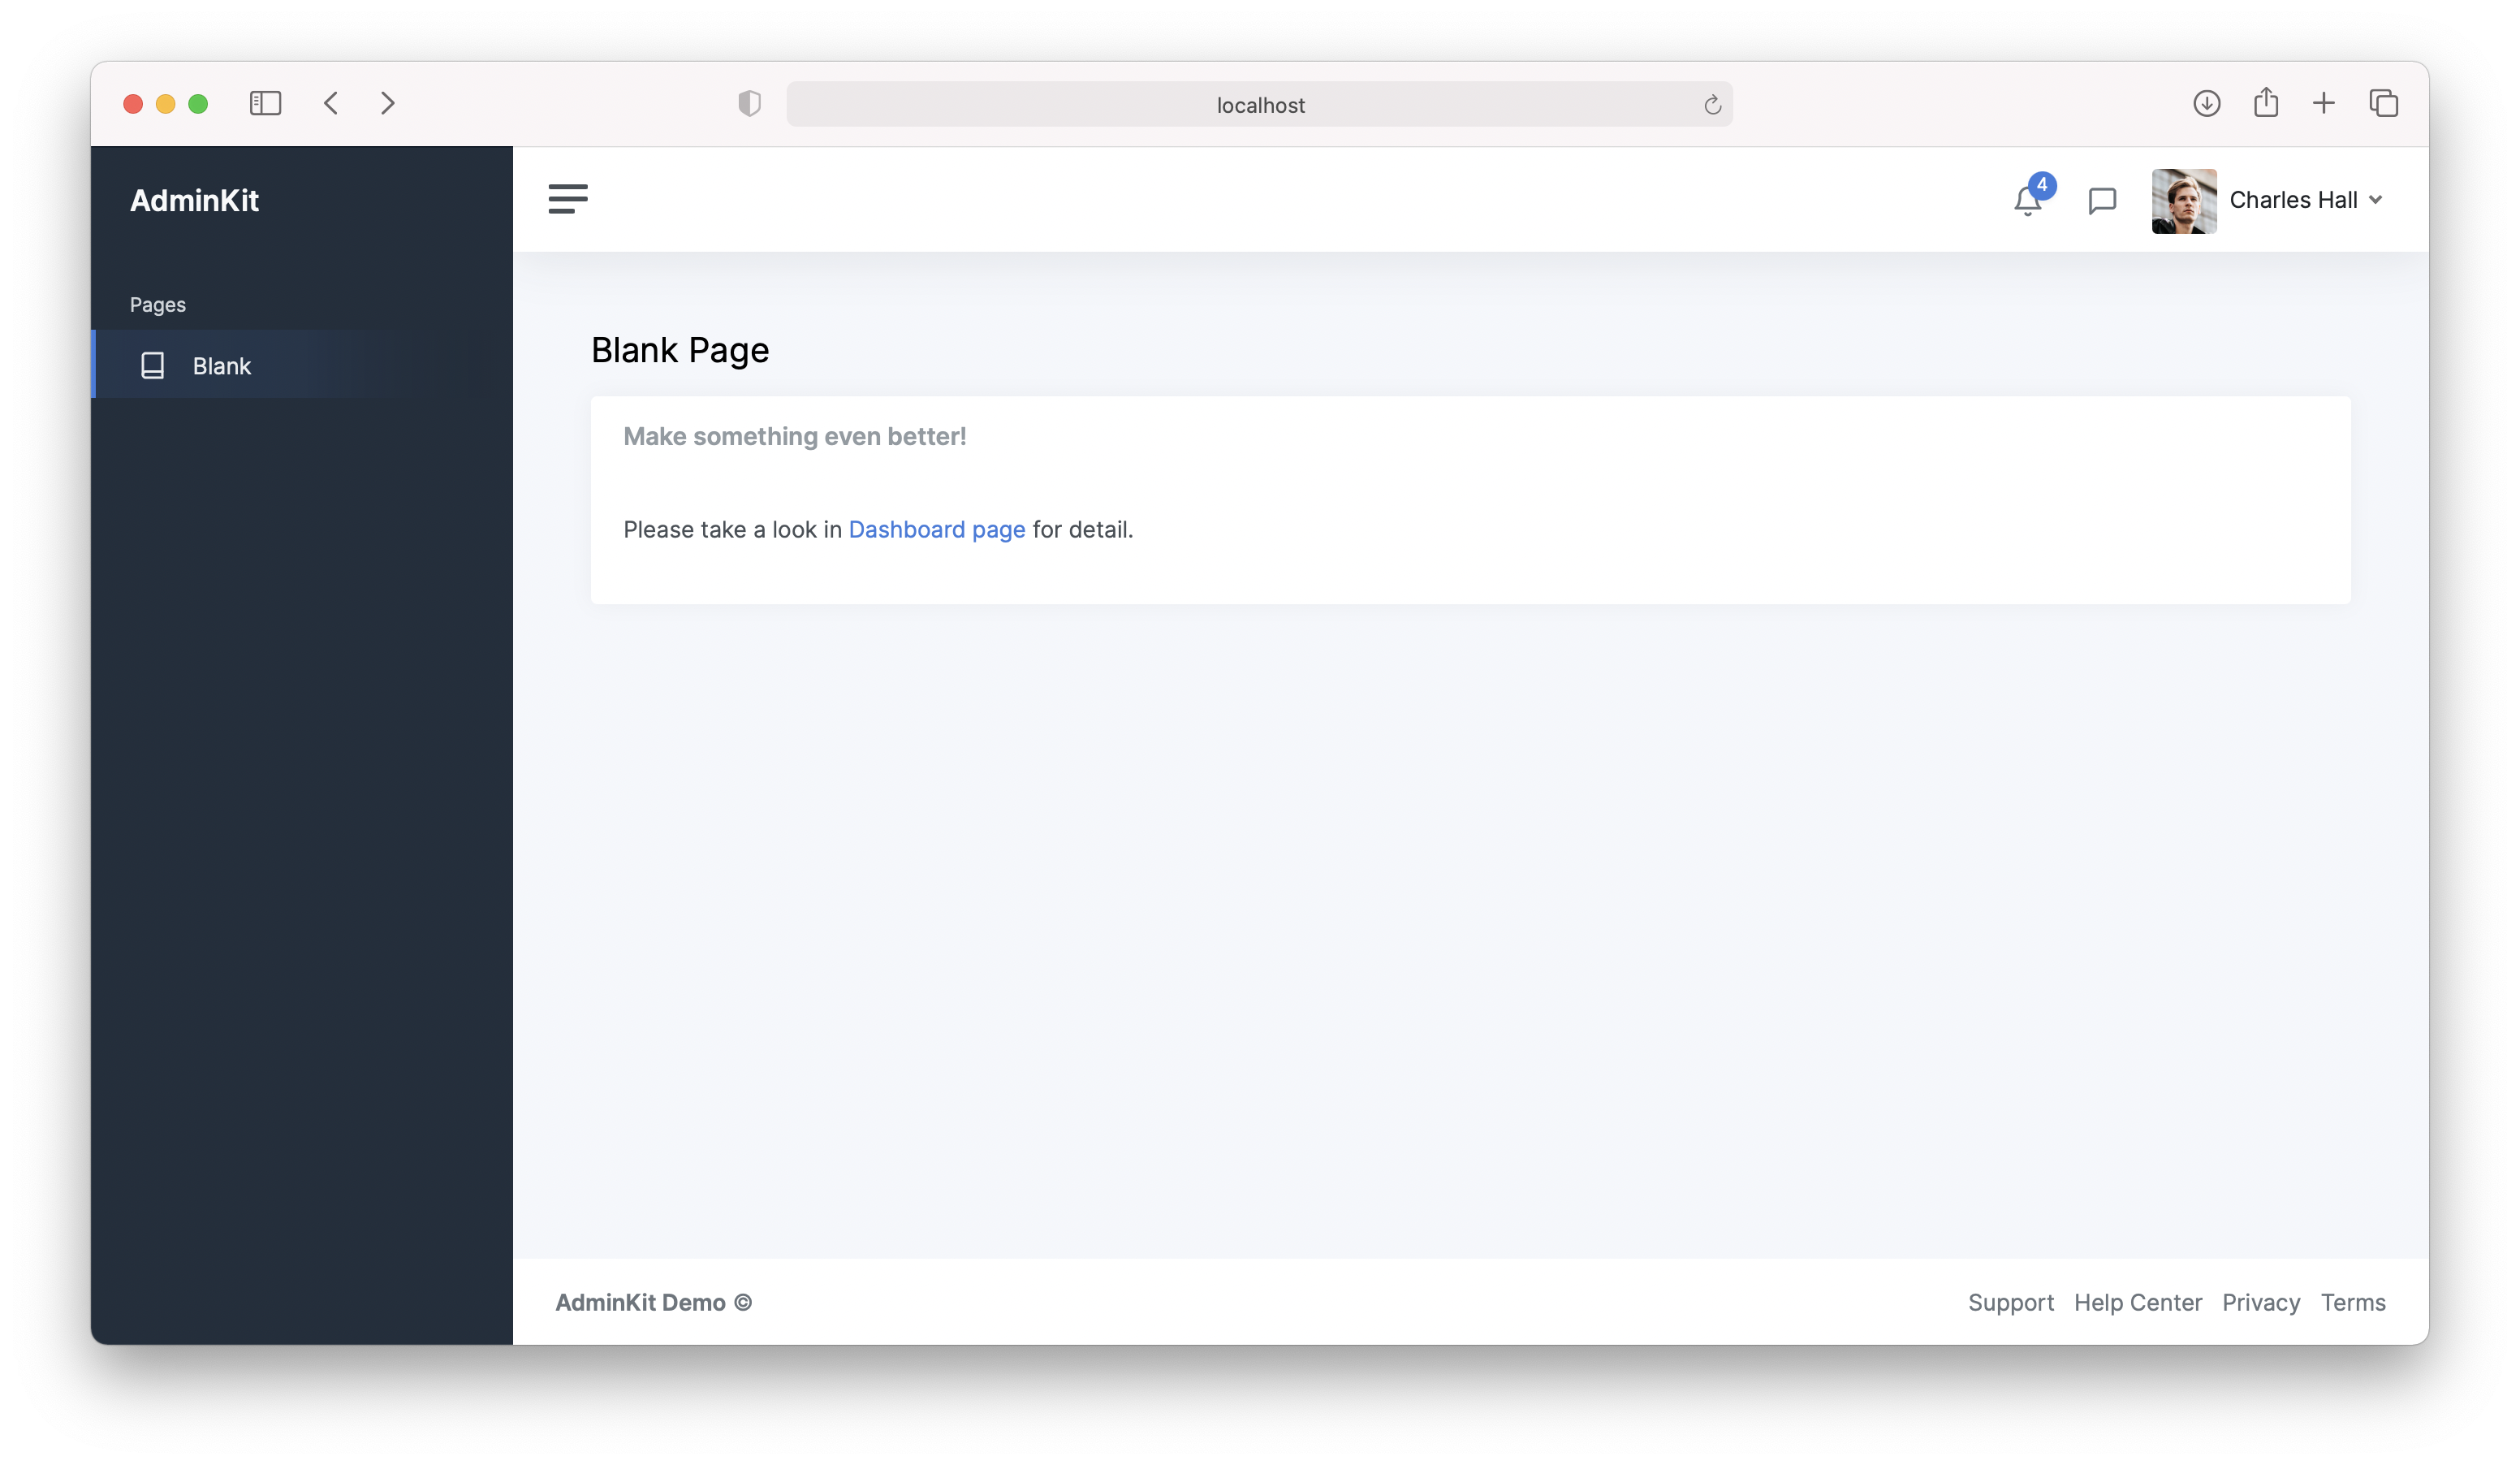 localhost
AdminKit
4
Charles Hall
Pages
Blank
Blank Page
Make something even better!
Please take a look in Dashboard page for detail.
AdminKit Demo ©
Support Help Center Privacy Terms